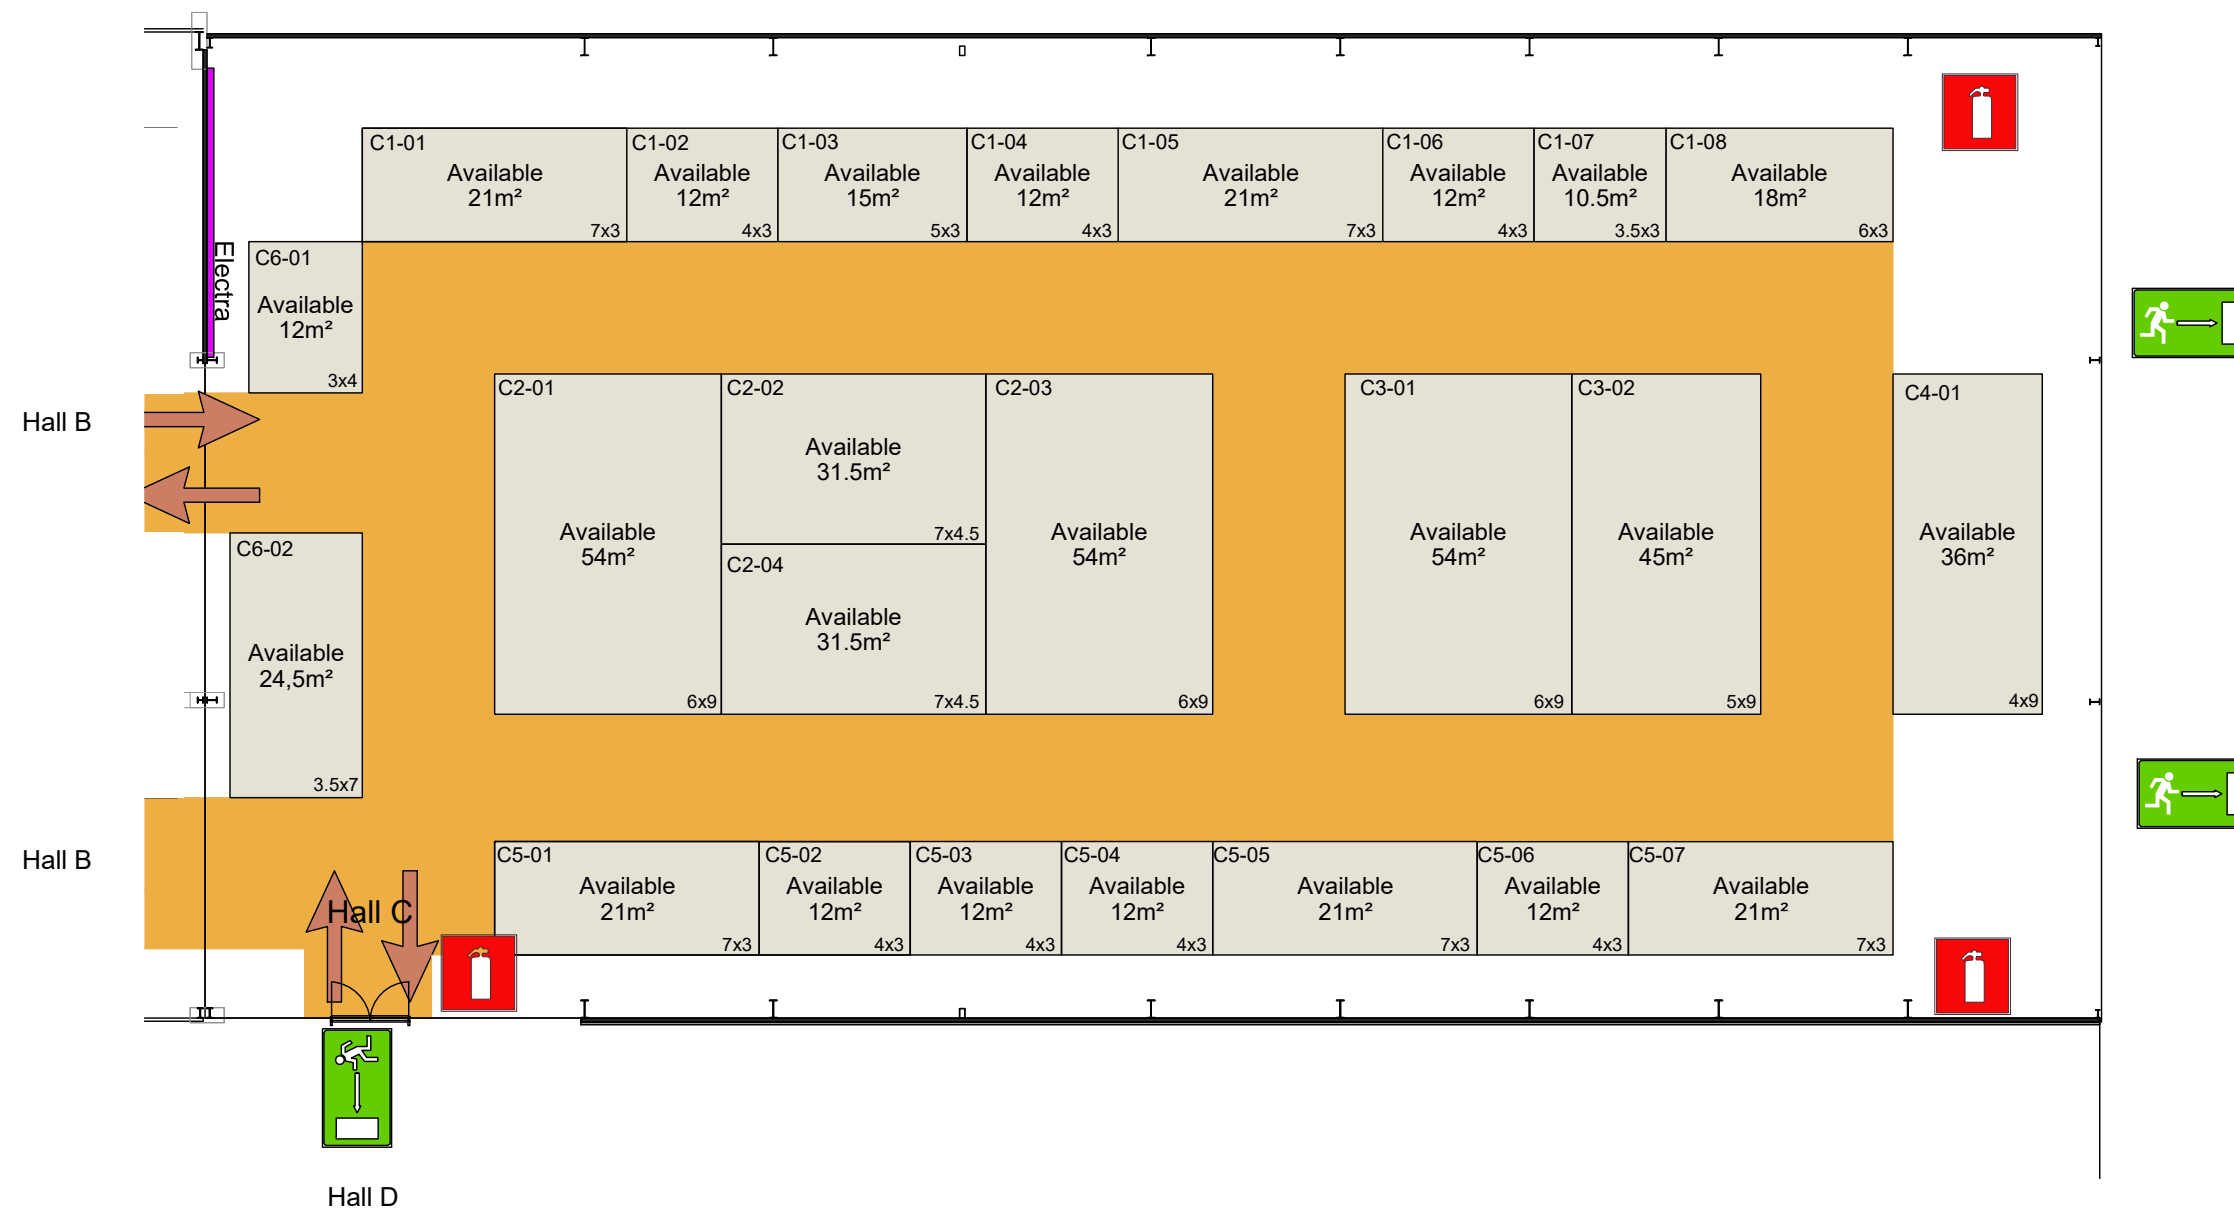 C1-01
Available
21m²
7x3
C1-02
Available
12m²
4x3
C1-03
Available
15m²
5x3
C1-04
Available
12m²
4x3
C1-05
Available
21m²
7x3
C1-06
Available
12m²
4x3
C1-07
Available
10.5m²
3.5x3
C1-08
Available
18m²
6x3
Electra
C6-01
Available
12m²
3x4
Hall B
C2-01
Available
54m²
6x9
C2-02
Available
31.5m²
7x4.5
C2-03
Available
54m²
6x9
C2-04
Available
31.5m²
7x4.5
C3-01
Available
54m²
6x9
C3-02
Available
45m²
5x9
C4-01
Available
36m²
4x9
C6-02
Available
24,5m²
3.5x7
Hall B
Hall C
C5-01
Available
21m²
7x3
C5-02
Available
12m²
4x3
C5-03
Available
12m²
4x3
C5-04
Available
12m²
4x3
C5-05
Available
21m²
7x3
C5-06
Available
12m²
4x3
C5-07
Available
21m²
7x3
Hall D